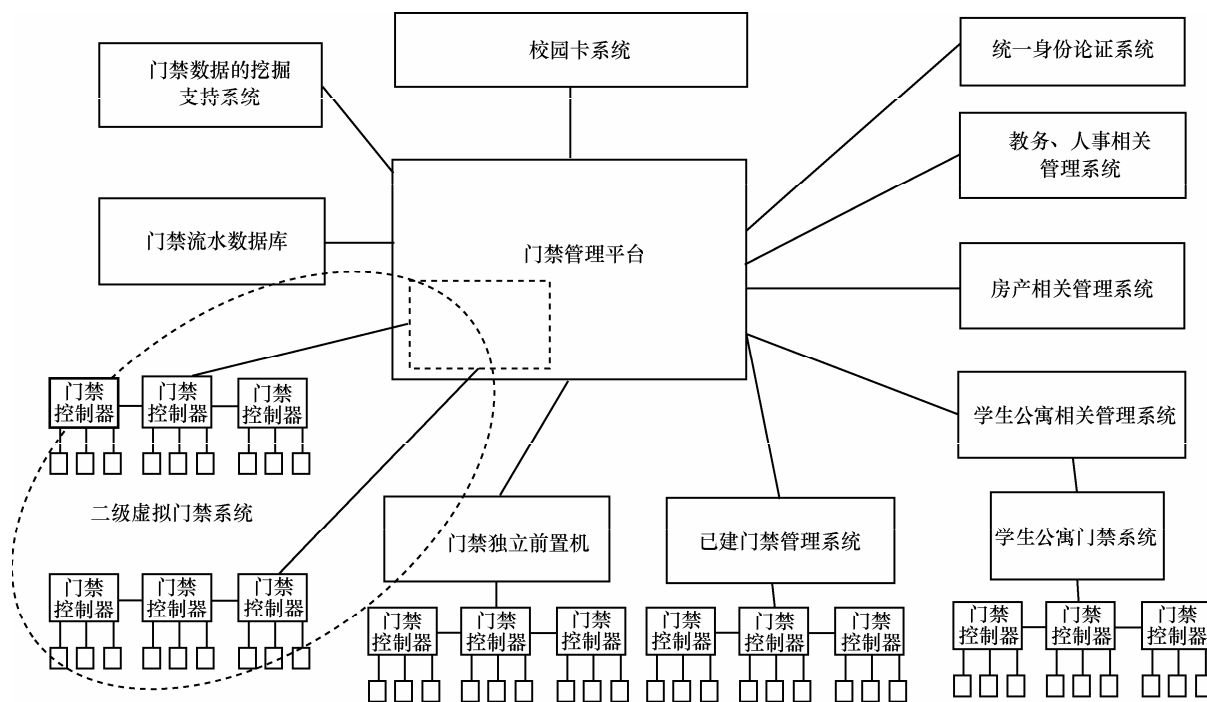 校园卡系统
统一身份论证系统
门禁数据的挖掘
支持系统
教务、人事相关
管理系统
门禁流水数据库
门禁管理平台
房产相关管理系统
门禁
控制器
门禁
控制器
门禁
控制器
学生公寓相关管理系统
二级虚拟门禁系统
门禁独立前置机
已建门禁管理系统
学生公寓门禁系统
门禁
控制器
门禁
控制器
门禁
控制器
门禁
控制器
门禁
控制器
门禁
控制器
门禁
控制器
门禁
控制器
门禁
控制器
门禁
控制器
门禁
控制器
门禁
控制器